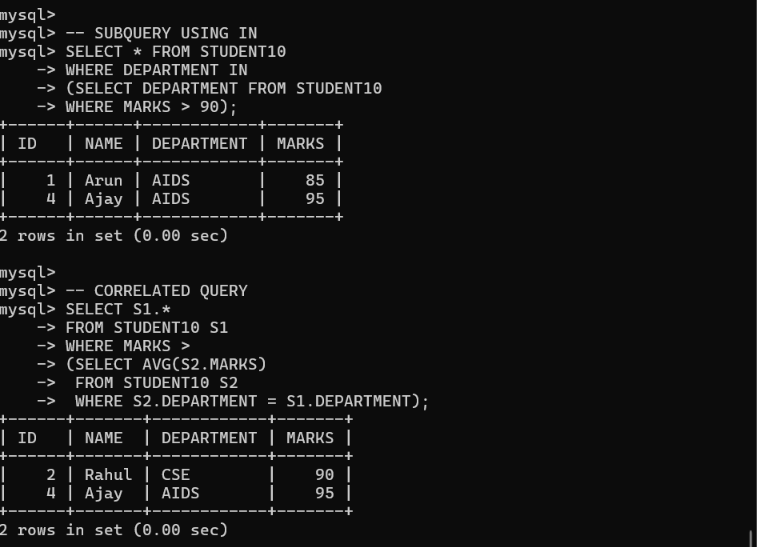 mysql>
mysql> -- SUBQUERY USING IN
mysql> SELECT * FROM STUDENT10
    -> WHERE DEPARTMENT IN
    -> (SELECT DEPARTMENT FROM STUDENT10
    -> WHERE MARKS > 90);
+------+------+------------+-------+
| ID   | NAME | DEPARTMENT | MARKS |
+------+------+------------+-------+
|    1 | Arun | AIDS       |    85 |
|    4 | Ajay | AIDS       |    95 |
+------+------+------------+-------+
2 rows in set (0.00 sec)
mysql>
mysql> -- CORRELATED QUERY
mysql> SELECT S1.*
    -> FROM STUDENT10 S1
    -> WHERE MARKS >
    -> (SELECT AVG(S2.MARKS)
    ->  FROM STUDENT10 S2
    ->  WHERE S2.DEPARTMENT = S1.DEPARTMENT);
+------+-------+------------+-------+
| ID   | NAME  | DEPARTMENT | MARKS |
+------+-------+------------+-------+
|    2 | Rahul | CSE        |    90 |
|    4 | Ajay  | AIDS       |    95 |
+------+-------+------------+-------+
2 rows in set (0.00 sec)